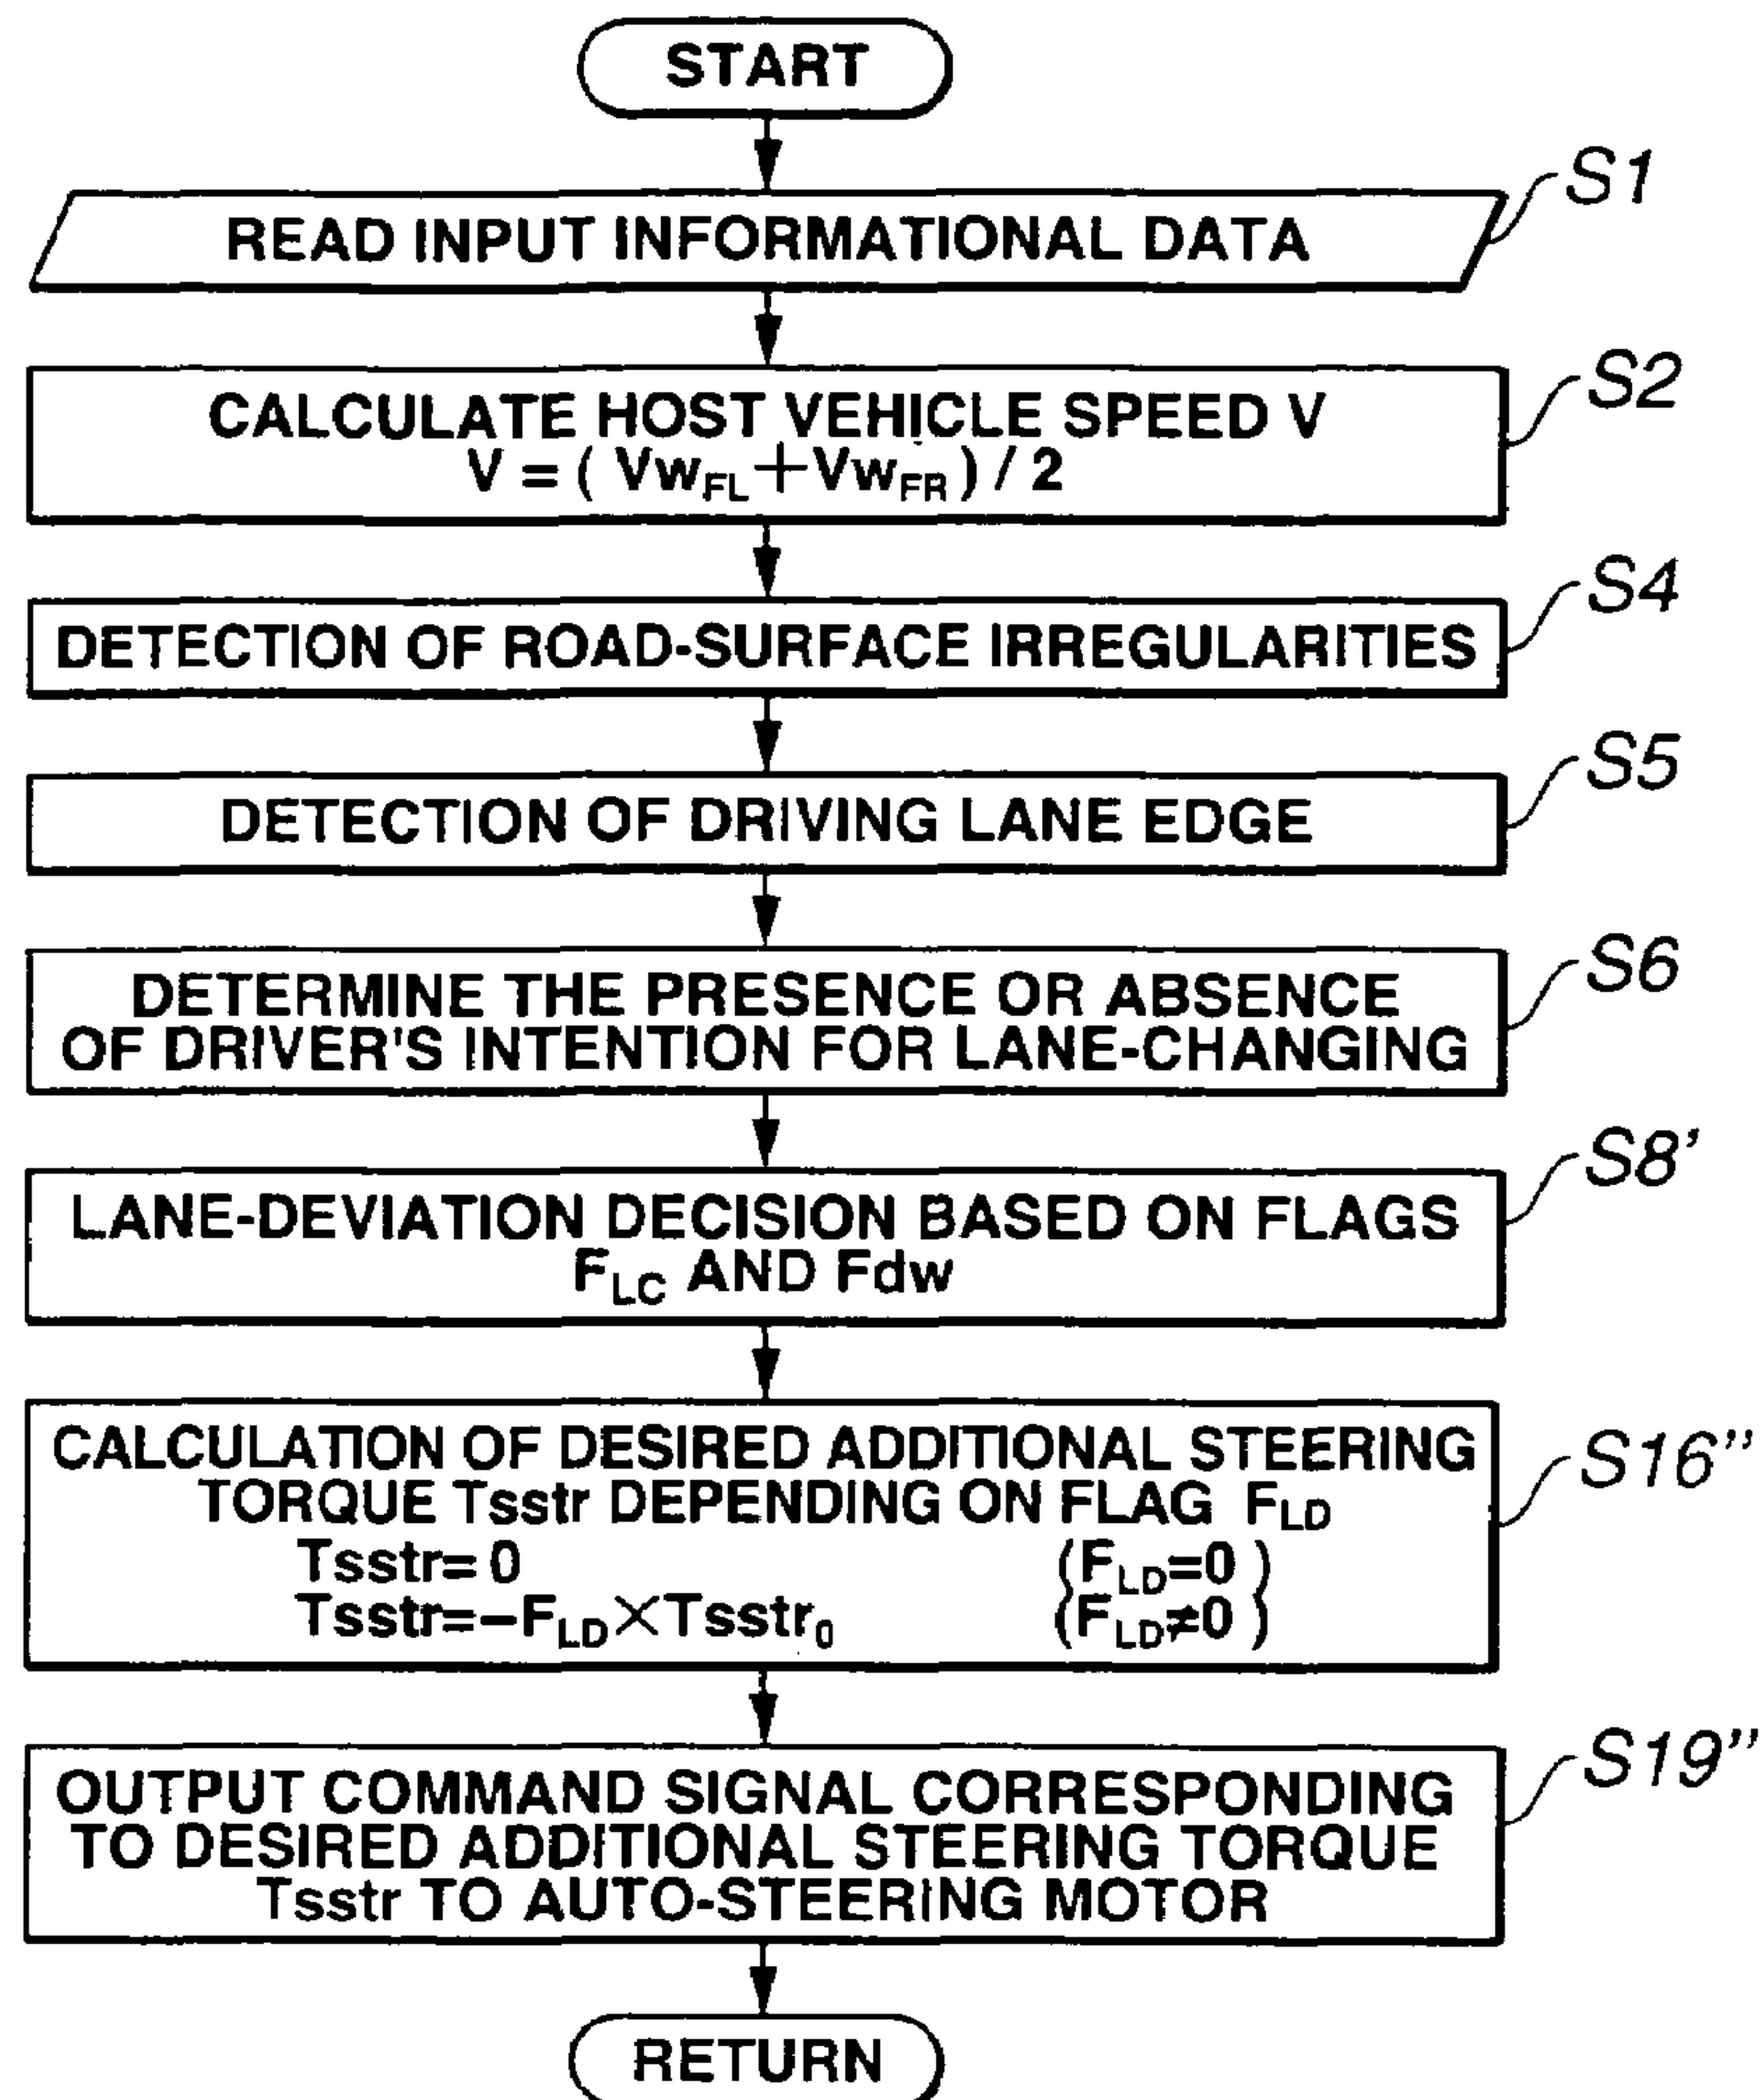 START
S1
READ INPUT INFORMATIONAL DATA
S2
CALCULATE HOST VEHICLE SPEED V
V = ( VwFL + VwFR ) / 2
S4
DETECTION OF ROAD-SURFACE IRREGULARITIES
S5
DETECTION OF DRIVING LANE EDGE
S6
DETERMINE THE PRESENCE OR ABSENCE
OF DRIVER'S INTENTION FOR LANE-CHANGING
S8'
LANE-DEVIATION DECISION BASED ON FLAGS
FLC AND Fdw
S16"
CALCULATION OF DESIRED ADDITIONAL STEERING
TORQUE Tsstr DEPENDING ON FLAG FLD
Tsstr= 0 (FLD=0 )
Tsstr=−FLD×Tsstr0 (FLD≠0 )
S19"
OUTPUT COMMAND SIGNAL CORRESPONDING
TO DESIRED ADDITIONAL STEERING TORQUE
Tsstr TO AUTO-STEERING MOTOR
RETURN